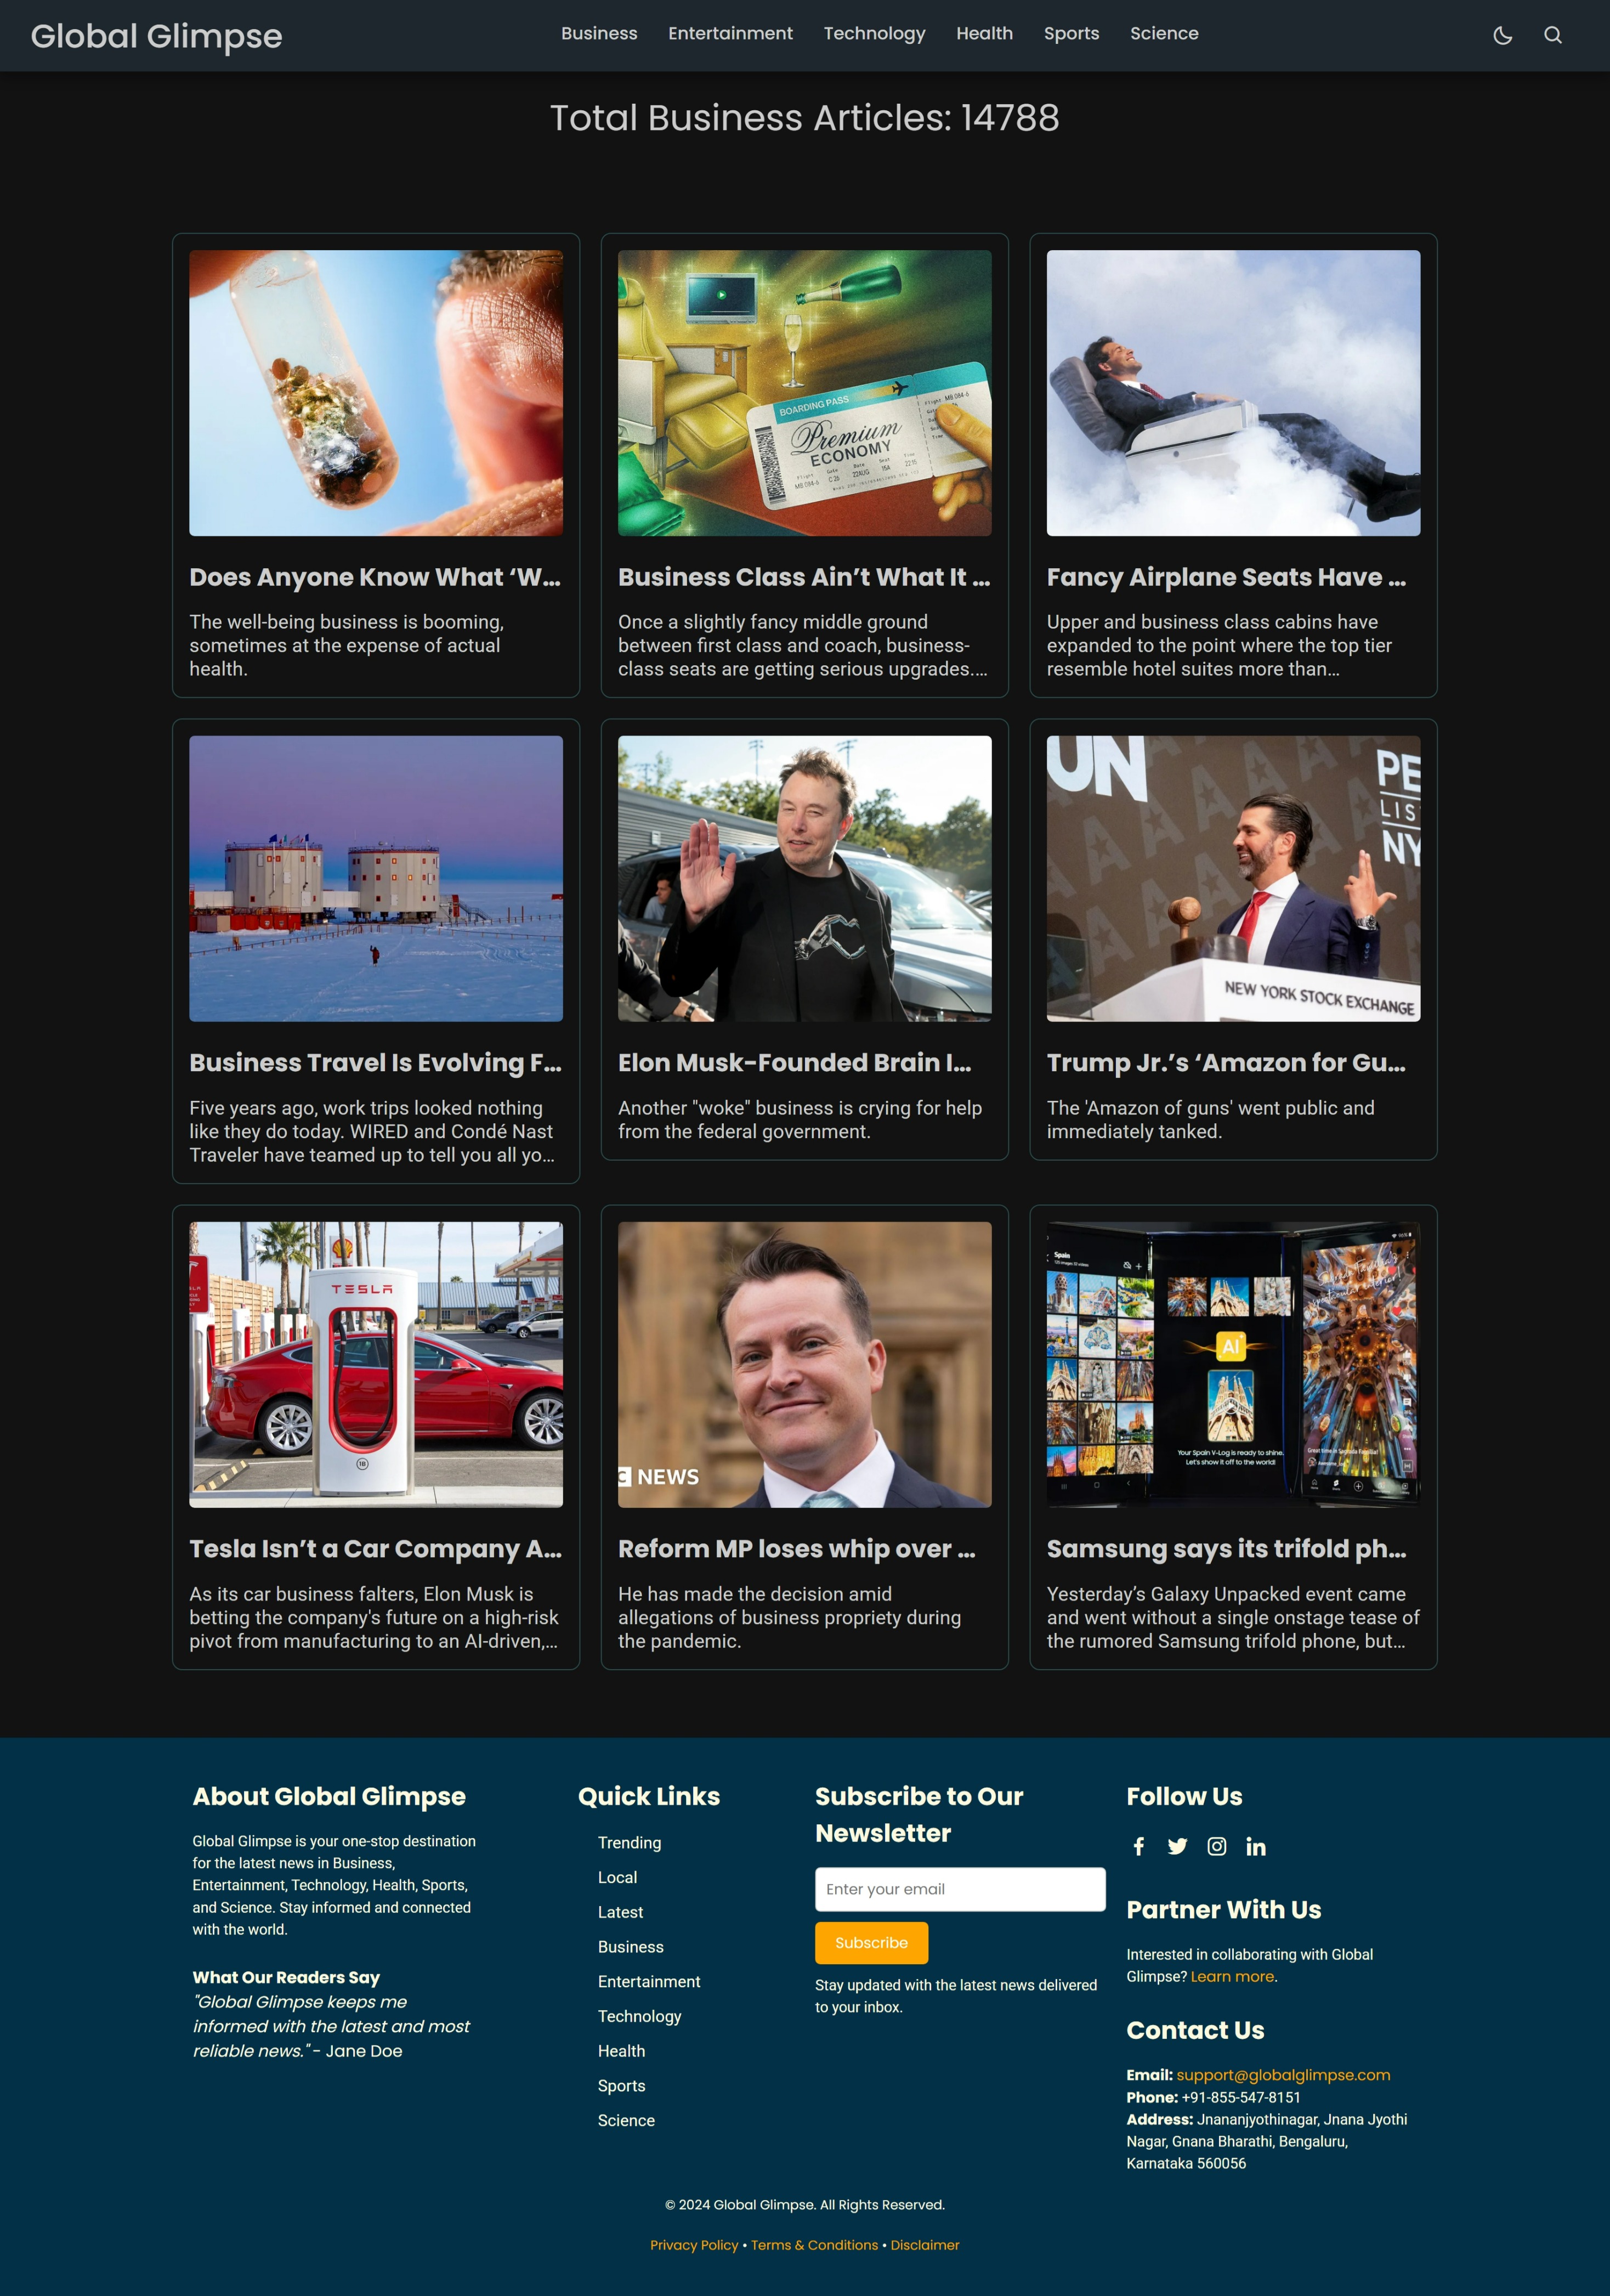 Global Glimpse
Business Entertainment Technology Health Sports Science
Total Business Articles: 14788
BOARDING PASS
Premium
ECONOMY
Does Anyone Know What ‘W...
The well-being business is booming,
sometimes at the expense of actual
health.
Business Class Ain’t What It ...
Once a slightly fancy middle ground
between first class and coach, business-
class seats are getting serious upgrades....
Fancy Airplane Seats Have ...
Upper and business class cabins have
expanded to the point where the top tier
resemble hotel suites more than...
UN
PE
LIS
NY
NEW YORK STOCK EXCHANGE
Business Travel Is Evolving F...
Five years ago, work trips looked nothing
like they do today. WIRED and Condé Nast
Traveler have teamed up to tell you all yo...
Elon Musk-Founded Brain I...
Another "woke" business is crying for help
from the federal government.
Trump Jr.’s ‘Amazon for Gu...
The 'Amazon of guns' went public and
immediately tanked.
TESLA
1B
C NEWS
Spain
AI
Your Spain V-Log is ready to shine.
Let's show it off to the world!
Tesla Isn’t a Car Company A...
As its car business falters, Elon Musk is
betting the company's future on a high-risk
pivot from manufacturing to an AI-driven,...
Reform MP loses whip over ...
He has made the decision amid
allegations of business propriety during
the pandemic.
Samsung says its trifold ph...
Yesterday’s Galaxy Unpacked event came
and went without a single onstage tease of
the rumored Samsung trifold phone, but...
About Global Glimpse
Global Glimpse is your one-stop destination
for the latest news in Business,
Entertainment, Technology, Health, Sports,
and Science. Stay informed and connected
with the world.
What Our Readers Say
"Global Glimpse keeps me
informed with the latest and most
reliable news." - Jane Doe
Quick Links
Trending
Local
Latest
Business
Entertainment
Technology
Health
Sports
Science
Subscribe to Our
Newsletter
Enter your email
Subscribe
Stay updated with the latest news delivered
to your inbox.
Follow Us
Partner With Us
Interested in collaborating with Global
Glimpse? Learn more.
Contact Us
Email: support@globalglimpse.com
Phone: +91-855-547-8151
Address: Jnananjyothinagar, Jnana Jyothi
Nagar, Gnana Bharathi, Bengaluru,
Karnataka 560056
© 2024 Global Glimpse. All Rights Reserved.
Privacy Policy • Terms & Conditions • Disclaimer